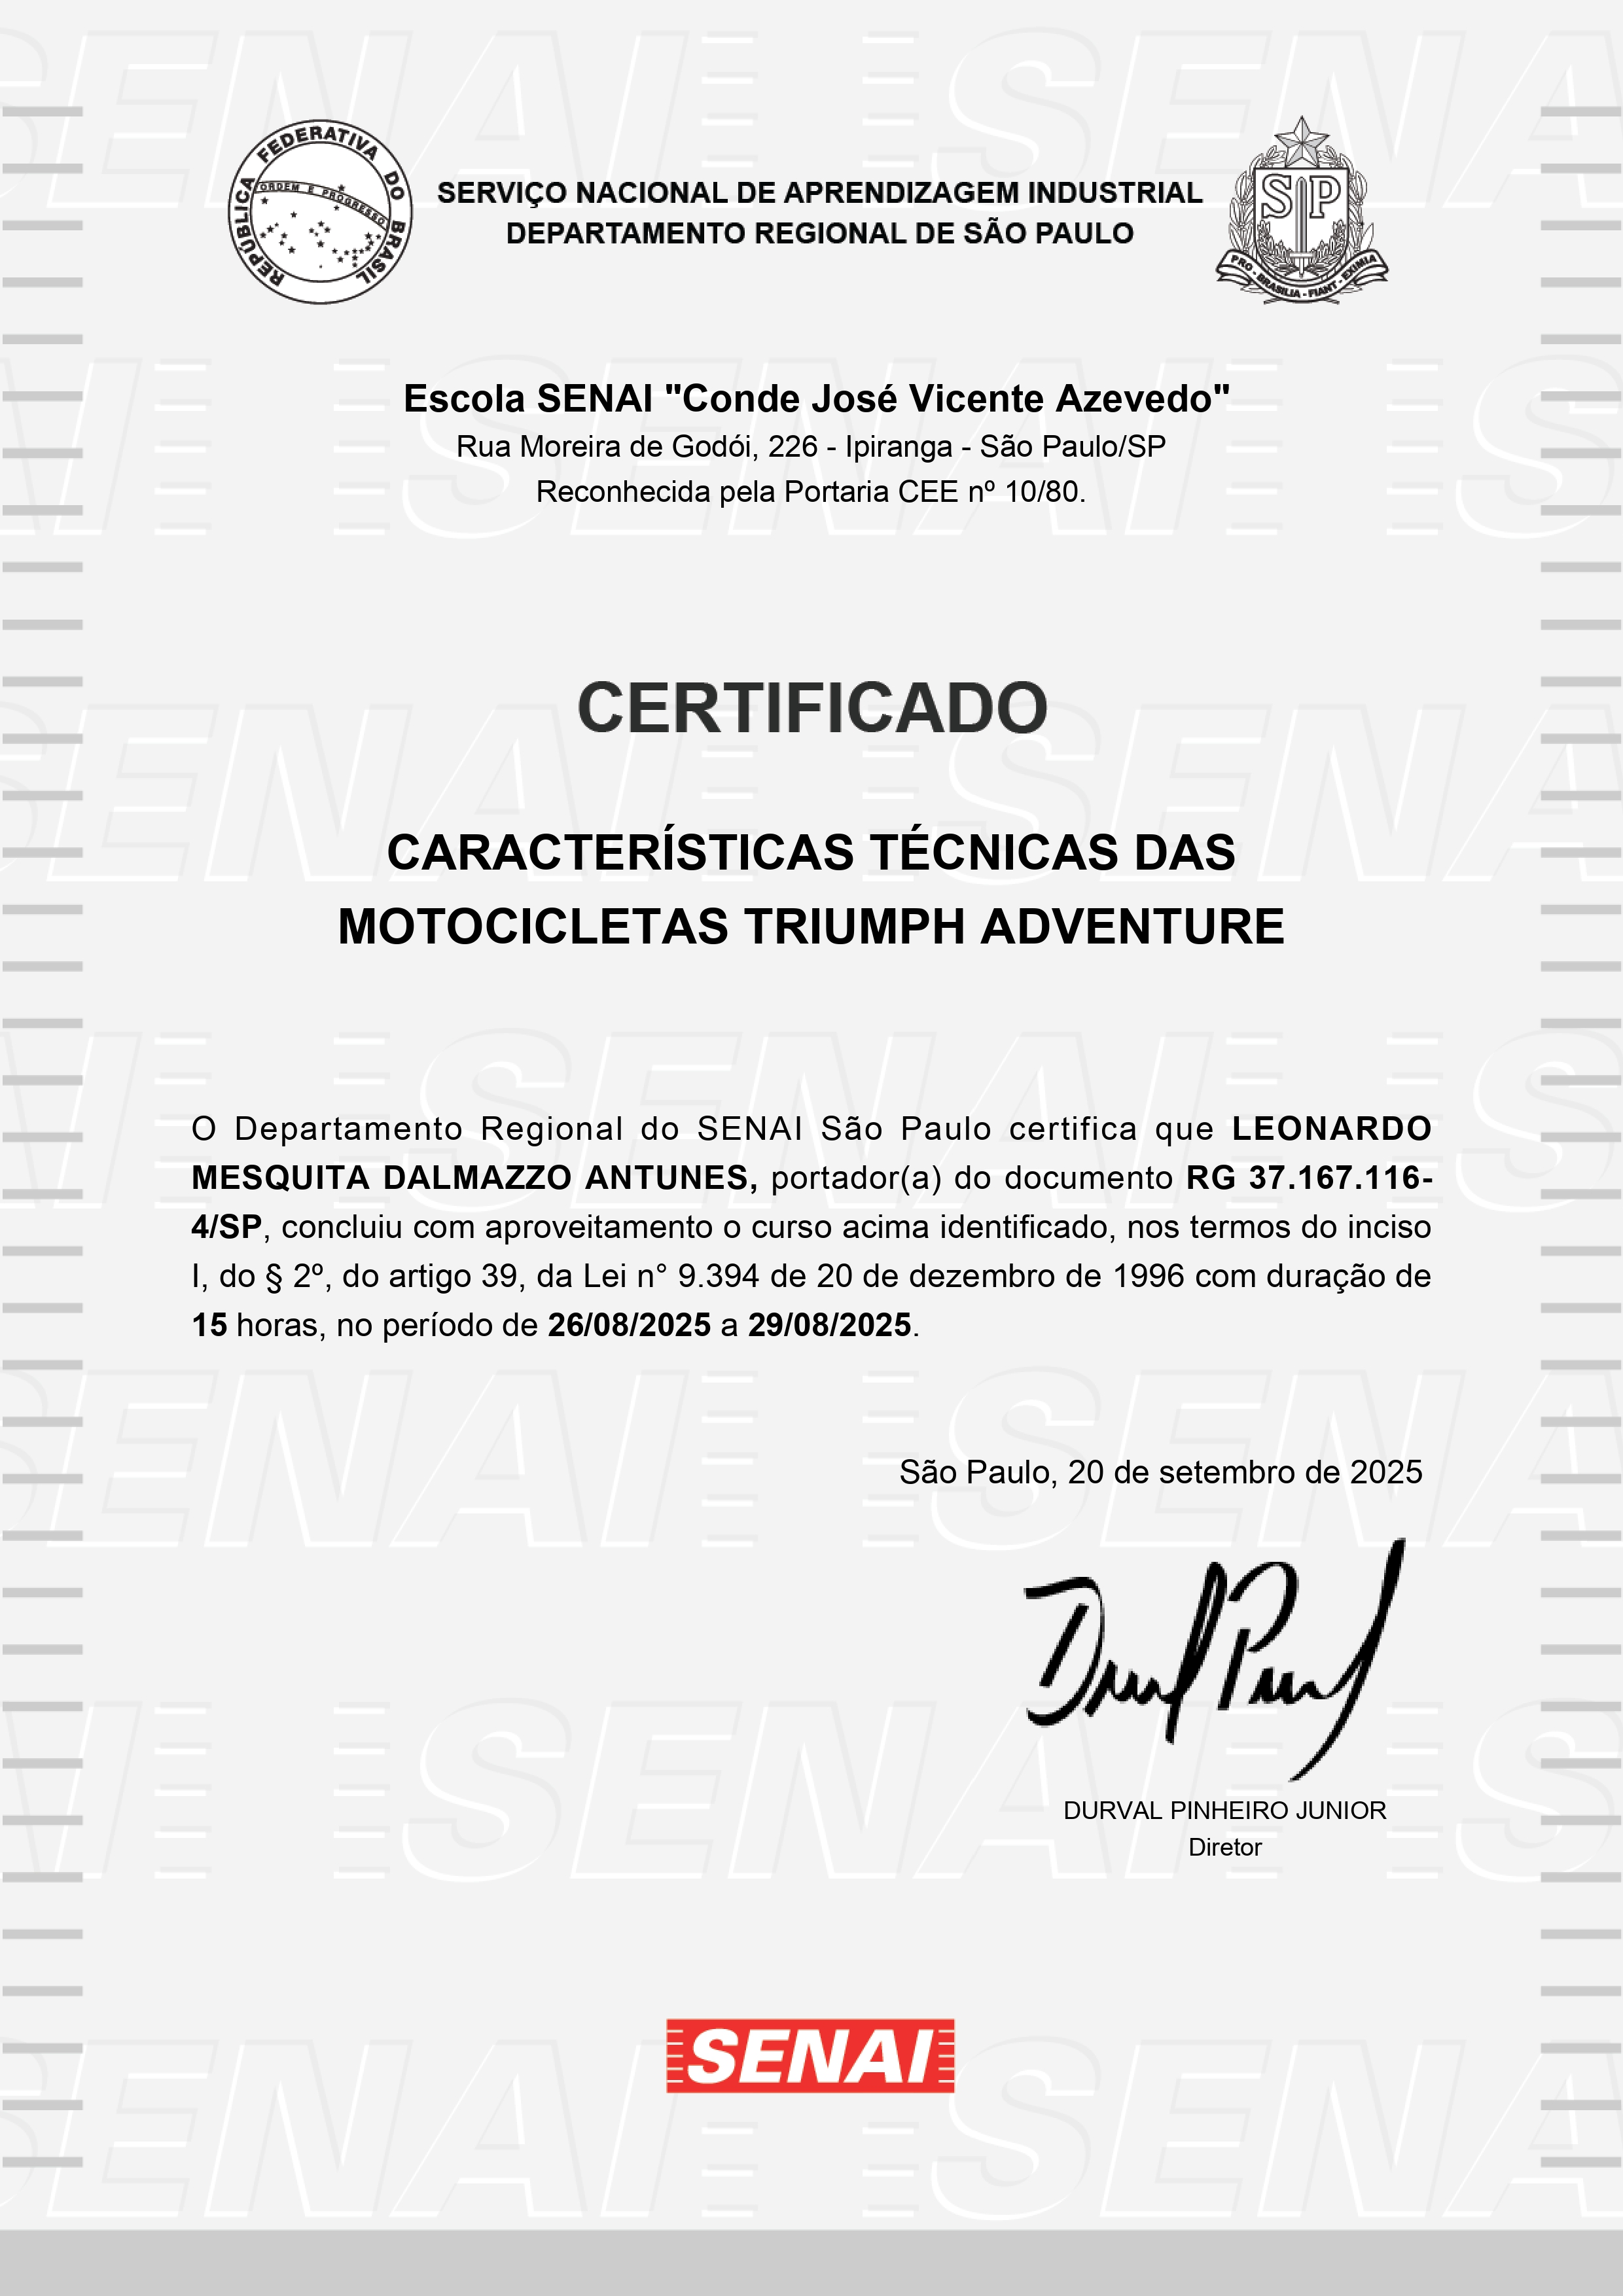 REPÚBLICA FEDERATIVA DO BRASIL
ORDEM E PROGRESSO
SERVIÇO NACIONAL DE APRENDIZAGEM INDUSTRIAL
DEPARTAMENTO REGIONAL DE SÃO PAULO
SP
PRO - BRASILIA - FIANT - EXIMIA
Escola SENAI "Conde José Vicente Azevedo"
Rua Moreira de Godói, 226 - Ipiranga - São Paulo/SP
Reconhecida pela Portaria CEE nº 10/80.
CERTIFICADO
CARACTERÍSTICAS TÉCNICAS DAS
MOTOCICLETAS TRIUMPH ADVENTURE
O Departamento Regional do SENAI São Paulo certifica que LEONARDO
MESQUITA DALMAZZO ANTUNES, portador(a) do documento RG 37.167.116-
4/SP, concluiu com aproveitamento o curso acima identificado, nos termos do inciso
I, do § 2º, do artigo 39, da Lei n° 9.394 de 20 de dezembro de 1996 com duração de
15 horas, no período de 26/08/2025 a 29/08/2025.
São Paulo, 20 de setembro de 2025
DURVAL PINHEIRO JUNIOR
Diretor
SENAI